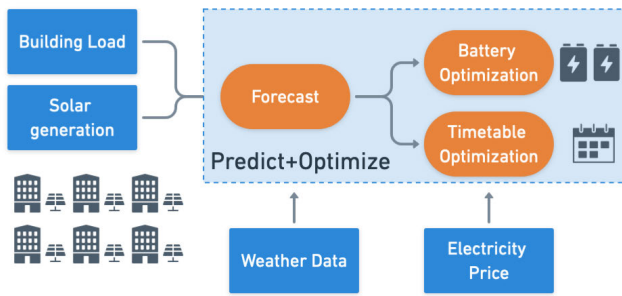 Building Load
Solar
generation
Forecast
Battery
Optimization
Timetable
Optimization
Predict+Optimize
Weather Data
Electricity
Price